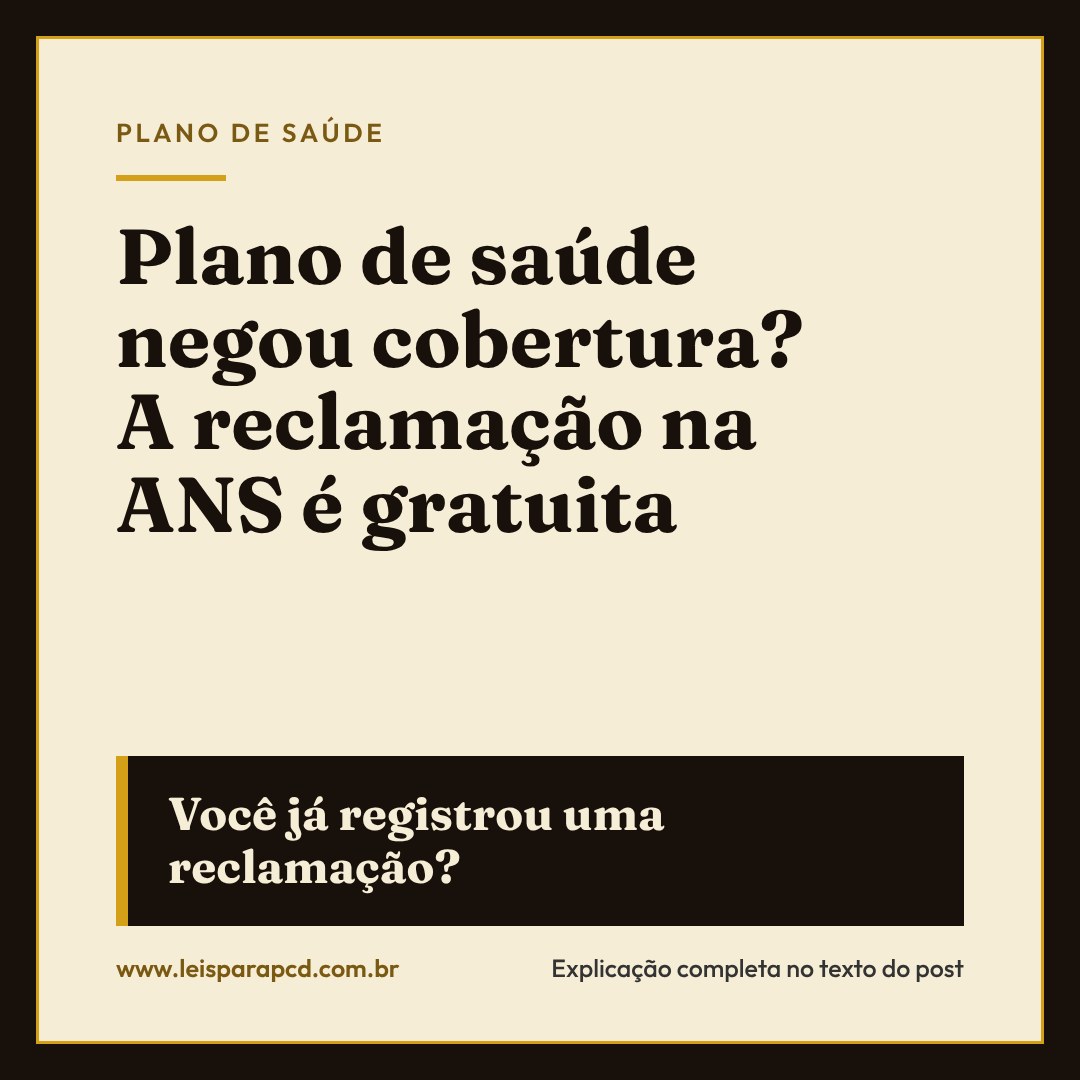 PLANO DE SAÚDE
Plano de saúde
negou cobertura?
A reclamação na
ANS é gratuita
Você já registrou uma
reclamação?
www.leisparapcd.com.br
Explicação completa no texto do post